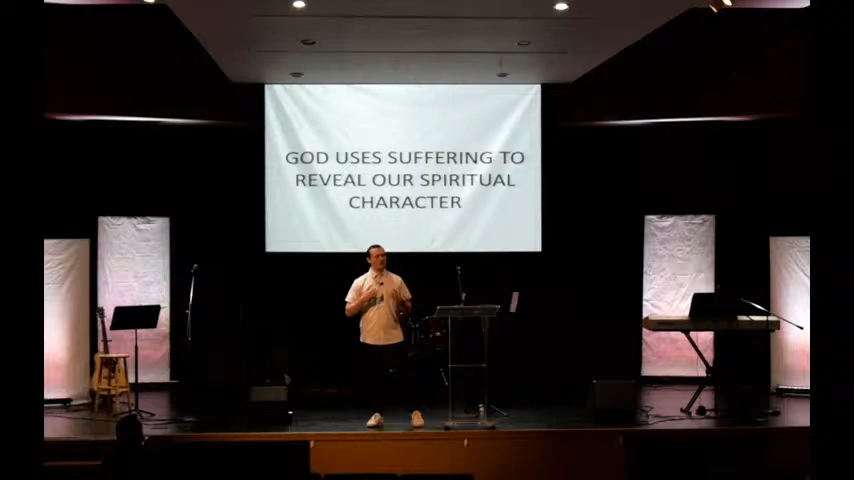 GOD USES SUFFERING TO
REVEAL OUR SPIRITUAL
CHARACTER